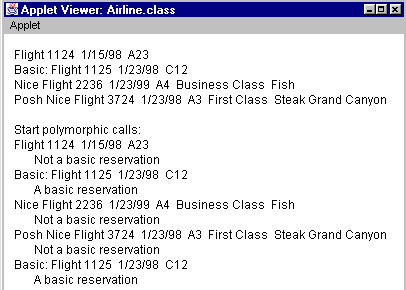 Applet Viewer: Airline.class
Applet
Flight 1124 1/15/98 A23
Basic: Flight 1125 1/23/98 C12
Nice Flight 2236 1/23/99 A4 Business Class Fish
Posh Nice Flight 3724 1/23/98 A3 First Class Steak Grand Canyon
Start polymorphic calls:
Flight 1124 1/15/98 A23
Not a basic reservation
Basic: Flight 1125 1/23/98 C12
A basic reservation
Nice Flight 2236 1/23/99 A4 Business Class Fish
Not a basic reservation
Posh Nice Flight 3724 1/23/98 A3 First Class Steak Grand Canyon
Not a basic reservation
Basic: Flight 1125 1/23/98 C12
A basic reservation